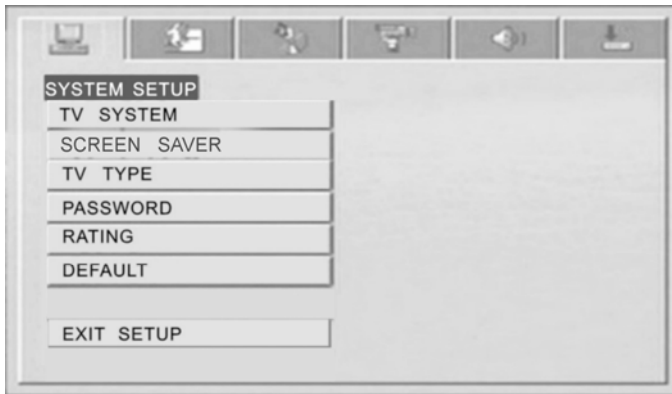 SYSTEM SETUP
TV SYSTEM
SCREEN SAVER
TV TYPE
PASSWORD
RATING
DEFAULT
EXIT SETUP